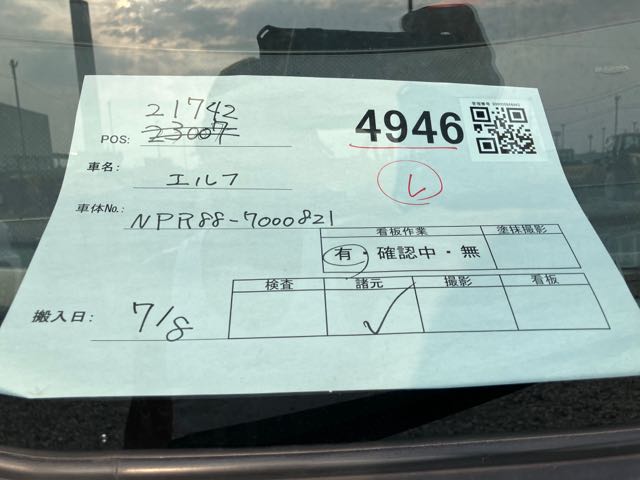 21742
POS: 23007
4946
車名: エルフ
レ
車体No.: NPR88-7000821
看板作業 塗抹撮影
有・確認中・無
検査 諸元 撮影 看板
搬入日: 7/8